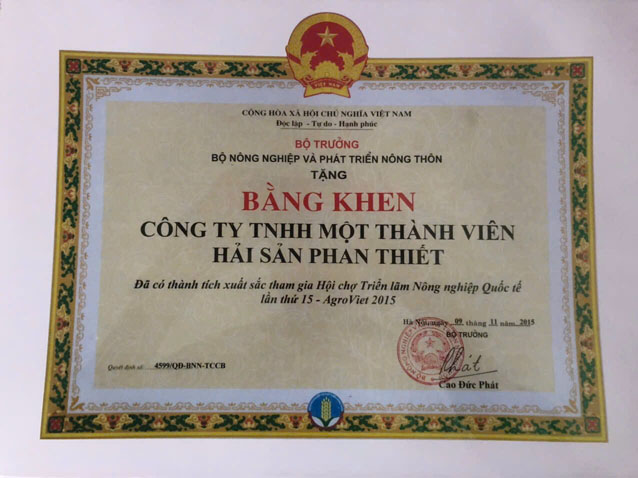 VIỆT NAM
CỘNG HÒA XÃ HỘI CHỦ NGHĨA VIỆT NAM
Độc lập - Tự do - Hạnh phúc
BỘ TRƯỞNG
BỘ NÔNG NGHIỆP VÀ PHÁT TRIỂN NÔNG THÔN
TẶNG
BẰNG KHEN
CÔNG TY TNHH MỘT THÀNH VIÊN
HẢI SẢN PHAN THIẾT
Đã có thành tích xuất sắc tham gia Hội chợ Triển lãm Nông nghiệp Quốc tế
lần thứ 15 - AgroViet 2015
Hà Nội, ngày 09 tháng 11 năm 2015
BỘ TRƯỞNG
Phát
Quyết định số: 4599/QĐ-BNN-TCCB
Cao Đức Phát